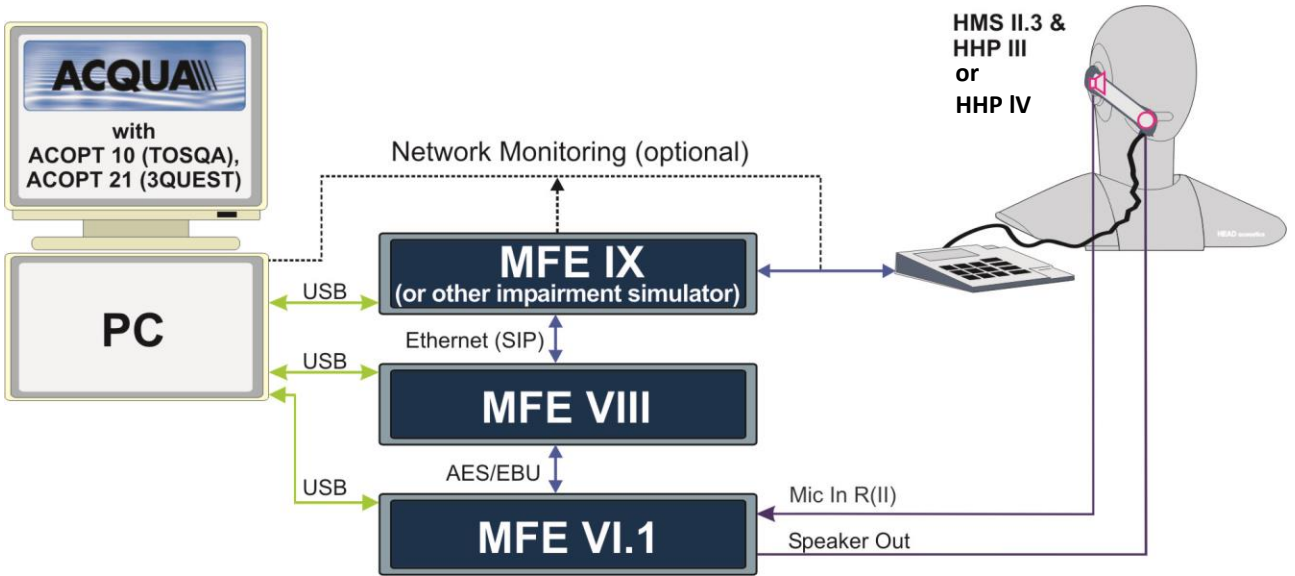 ACQUA
with
ACOPT 10 (TOSQA),
ACOPT 21 (3QUEST)
PC
Network Monitoring (optional)
HMS II.3 &
HHP III
or
HHP IV
HEAD acoustics
USB
MFE IX
(or other impairment simulator)
Ethernet (SIP)
USB
MFE VIII
AES/EBU
USB
MFE VI.1
Mic In R(II)
Speaker Out